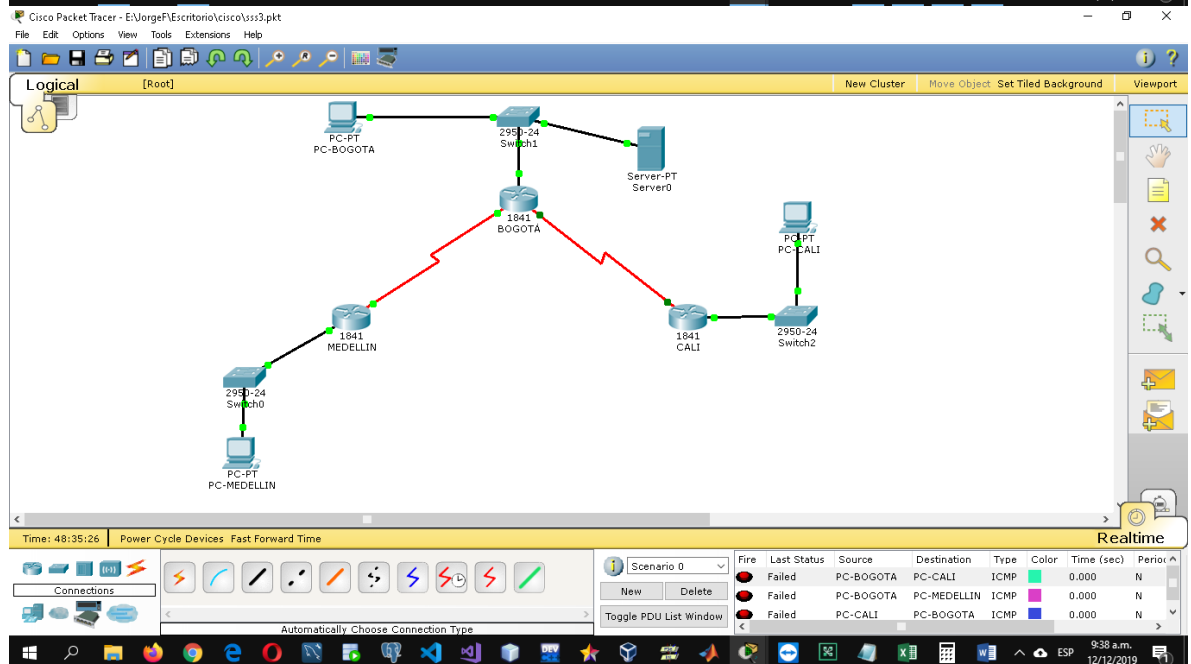 Cisco Packet Tracer - E:\JorgeF\Escritorio\cisco\sss3.pkt
File Edit Options View Tools Extensions Help
Logical [Root] New Cluster Move Object Set Tiled Background Viewport
PC-PT
PC-BOGOTA
2950-24
Switch1
Server-PT
Server0
1841
BOGOTÁ
PC-PT
PC-CALI
1841
MEDELLIN
1841
CALI
2950-24
Switch2
2950-24
Switch0
PC-PT
PC-MEDELLIN
Time: 48:35:26 Power Cycle Devices Fast Forward Time Realtime
Connections
Automatically Choose Connection Type
Scenario 0
New Delete
Toggle PDU List Window
Fire Last Status Source Destination Type Color Time (sec) Perioc
Failed PC-BOGOTA PC-CALI ICMP 0.000 N
Failed PC-BOGOTA PC-MEDELLIN ICMP 0.000 N
Failed PC-CALI PC-BOGOTA ICMP 0.000 N
DEV
ESP
9:38 a.m.
12/12/2019